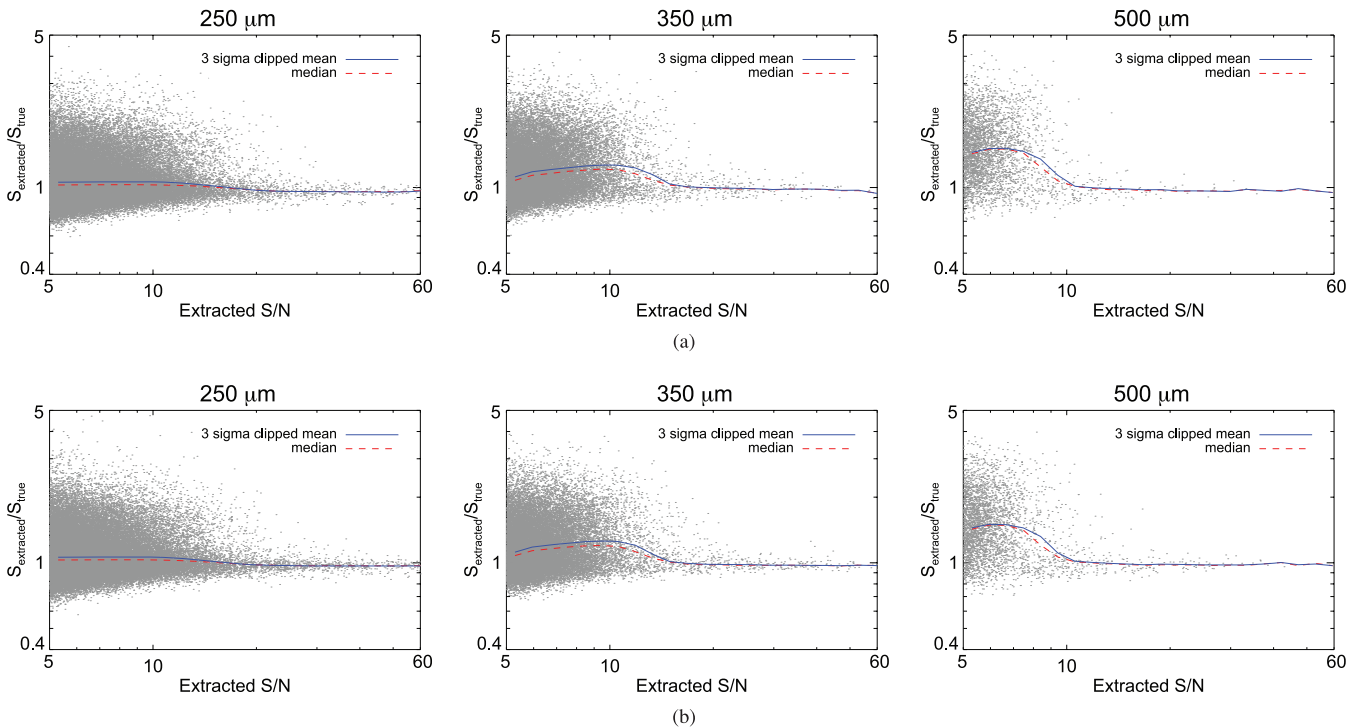 250 μm
5
1
0.4
S_extracted/S_true
3 sigma clipped mean
median
5
10
60
Extracted S/N
350 μm
5
1
0.4
S_extracted/S_true
3 sigma clipped mean
median
5
10
60
Extracted S/N
500 μm
5
1
0.4
S_extracted/S_true
3 sigma clipped mean
median
5
10
60
Extracted S/N
(a)
250 μm
5
1
0.4
S_extracted/S_true
3 sigma clipped mean
median
5
10
60
Extracted S/N
350 μm
5
1
0.4
S_extracted/S_true
3 sigma clipped mean
median
5
10
60
Extracted S/N
500 μm
5
1
0.4
S_extracted/S_true
3 sigma clipped mean
median
5
10
60
Extracted S/N
(b)